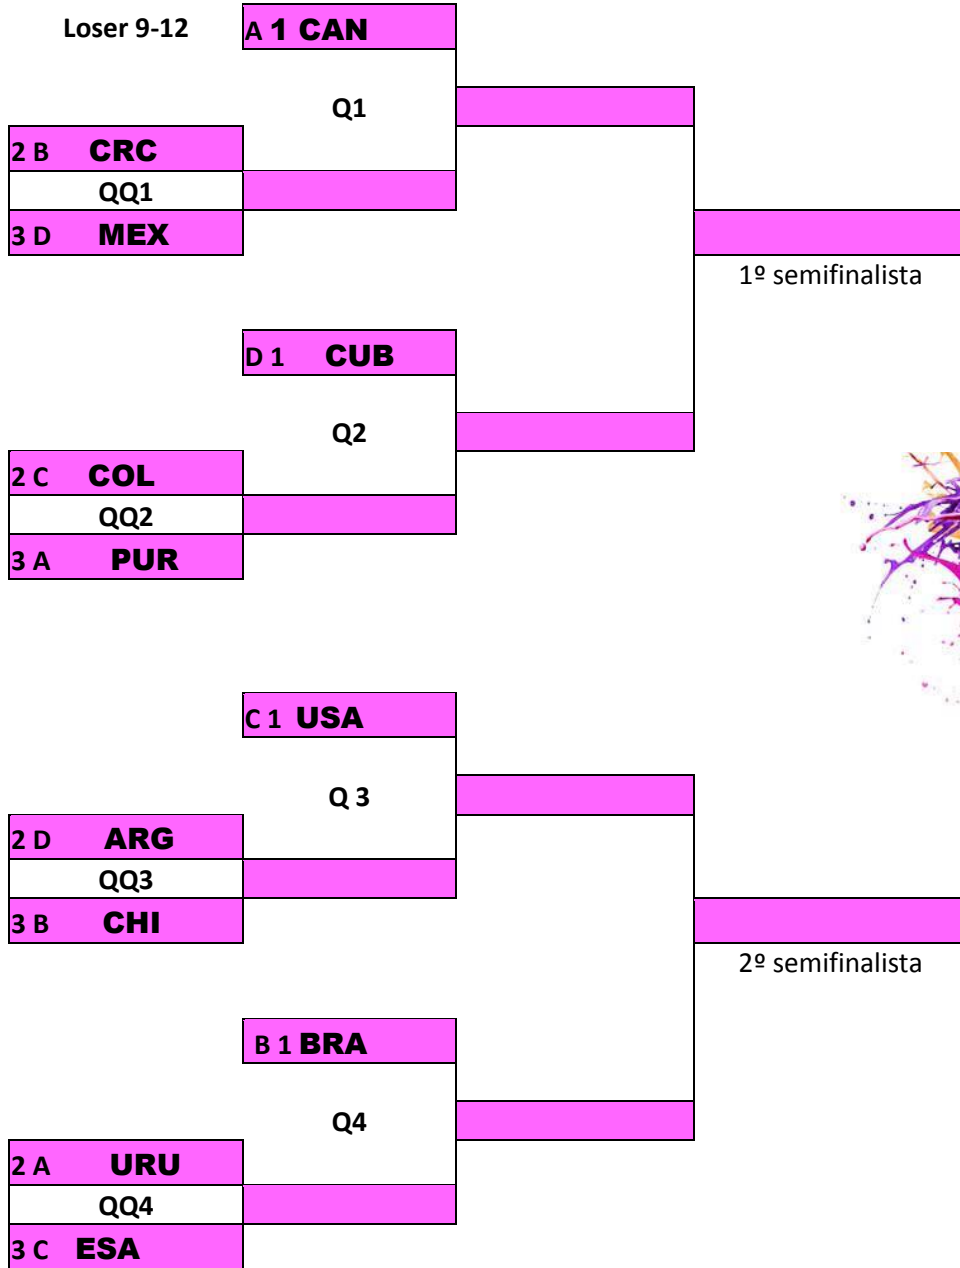 Loser 9-12
A 1 CAN
Q1
2 B CRC
QQ1
3 D MEX
1º semifinalista
D 1 CUB
Q2
2 C COL
QQ2
3 A PUR
C 1 USA
Q 3
2 D ARG
QQ3
3 B CHI
2º semifinalista
B 1 BRA
Q4
2 A URU
QQ4
3 C ESA